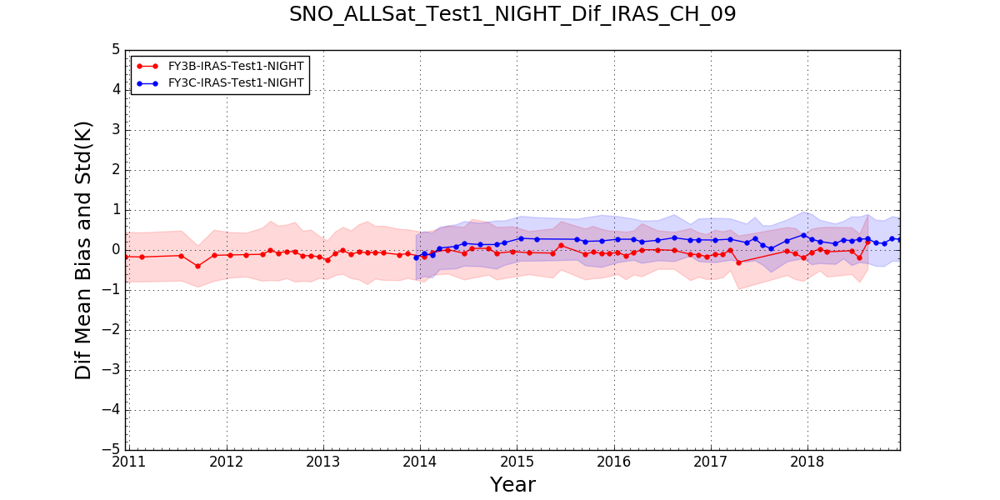 SNO_ALLSat_Test1_NIGHT_Dif_IRAS_CH_09
FY3B-IRAS-Test1-NIGHT
FY3C-IRAS-Test1-NIGHT
Dif Mean Bias and Std(K)
5
4
3
2
1
0
−1
−2
−3
−4
−5
2011 2012 2013 2014 2015 2016 2017 2018
Year